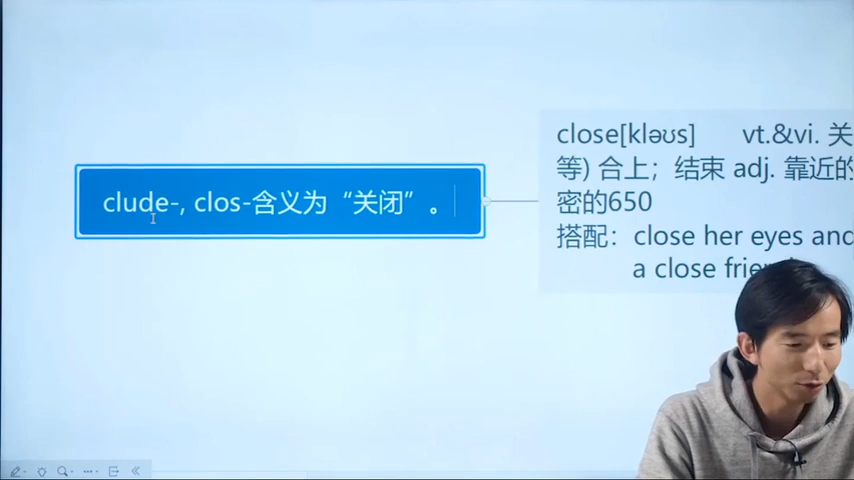 clude-, clos-含义为“关闭”。
close[kləʊs] vt.&vi. 关
等) 合上；结束 adj. 靠近的
密的650
搭配：close her eyes and
a close